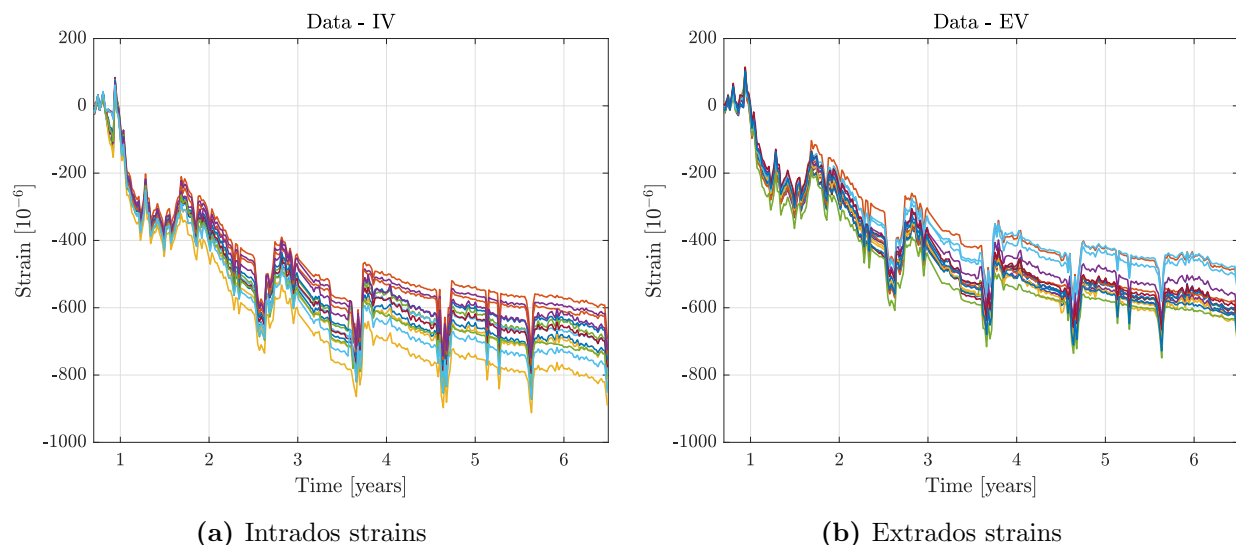 Data - IV
200
0
-200
-400
-600
-800
-1000
Strain [10⁻⁶]
1 2 3 4 5 6
Time [years]
(a) Intrados strains
Data - EV
200
0
-200
-400
-600
-800
-1000
Strain [10⁻⁶]
1 2 3 4 5 6
Time [years]
(b) Extrados strains